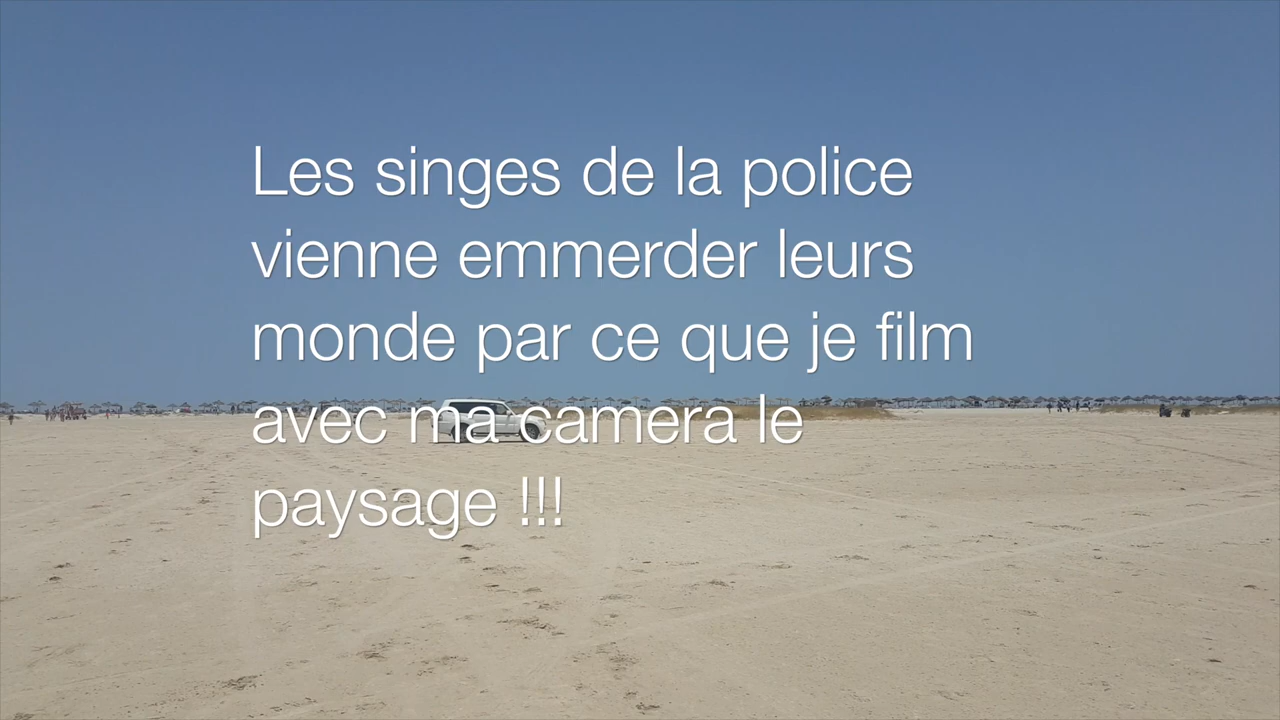 Les singes de la police
vienne emmerder leurs
monde par ce que je film
avec ma camera le
paysage !!!